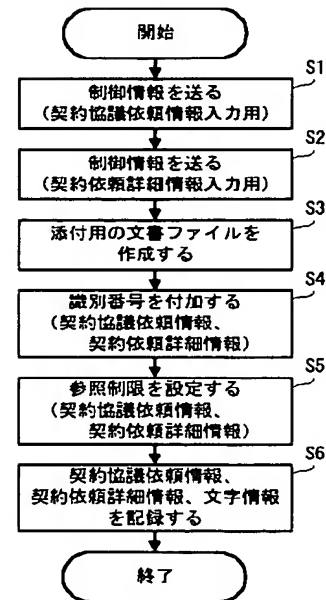 開始
S1
制御情報を送る
（契約協議依頼情報入力用）
S2
制御情報を送る
（契約依頼詳細情報入力用）
S3
添付用の文書ファイルを
作成する
S4
識別番号を付加する
（契約協議依頼情報、
契約依頼詳細情報）
S5
参照制限を設定する
（契約協議依頼情報、
契約依頼詳細情報）
S6
契約協議依頼情報、
契約依頼詳細情報、文字情報
を記録する
終了